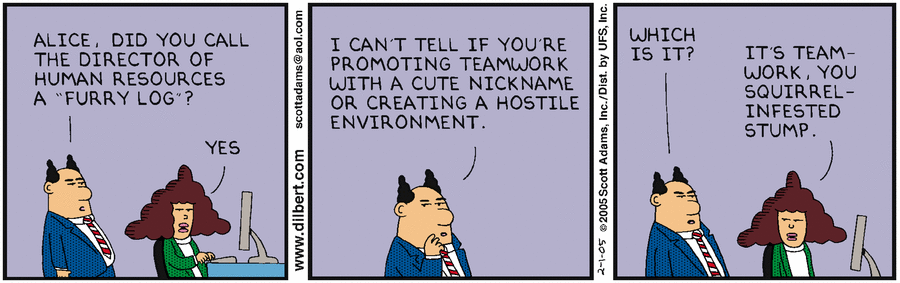 ALICE, DID YOU CALL
THE DIRECTOR OF
HUMAN RESOURCES
A "FURRY LOG"?
YES
www.dilbert.com scottadams@aol.com
I CAN'T TELL IF YOU'RE
PROMOTING TEAMWORK
WITH A CUTE NICKNAME
OR CREATING A HOSTILE
ENVIRONMENT.
2-1-05 ©2005 Scott Adams, Inc./Dist. by UFS, Inc.
WHICH
IS IT?
IT'S TEAM-
WORK, YOU
SQUIRREL-
INFESTED
STUMP.